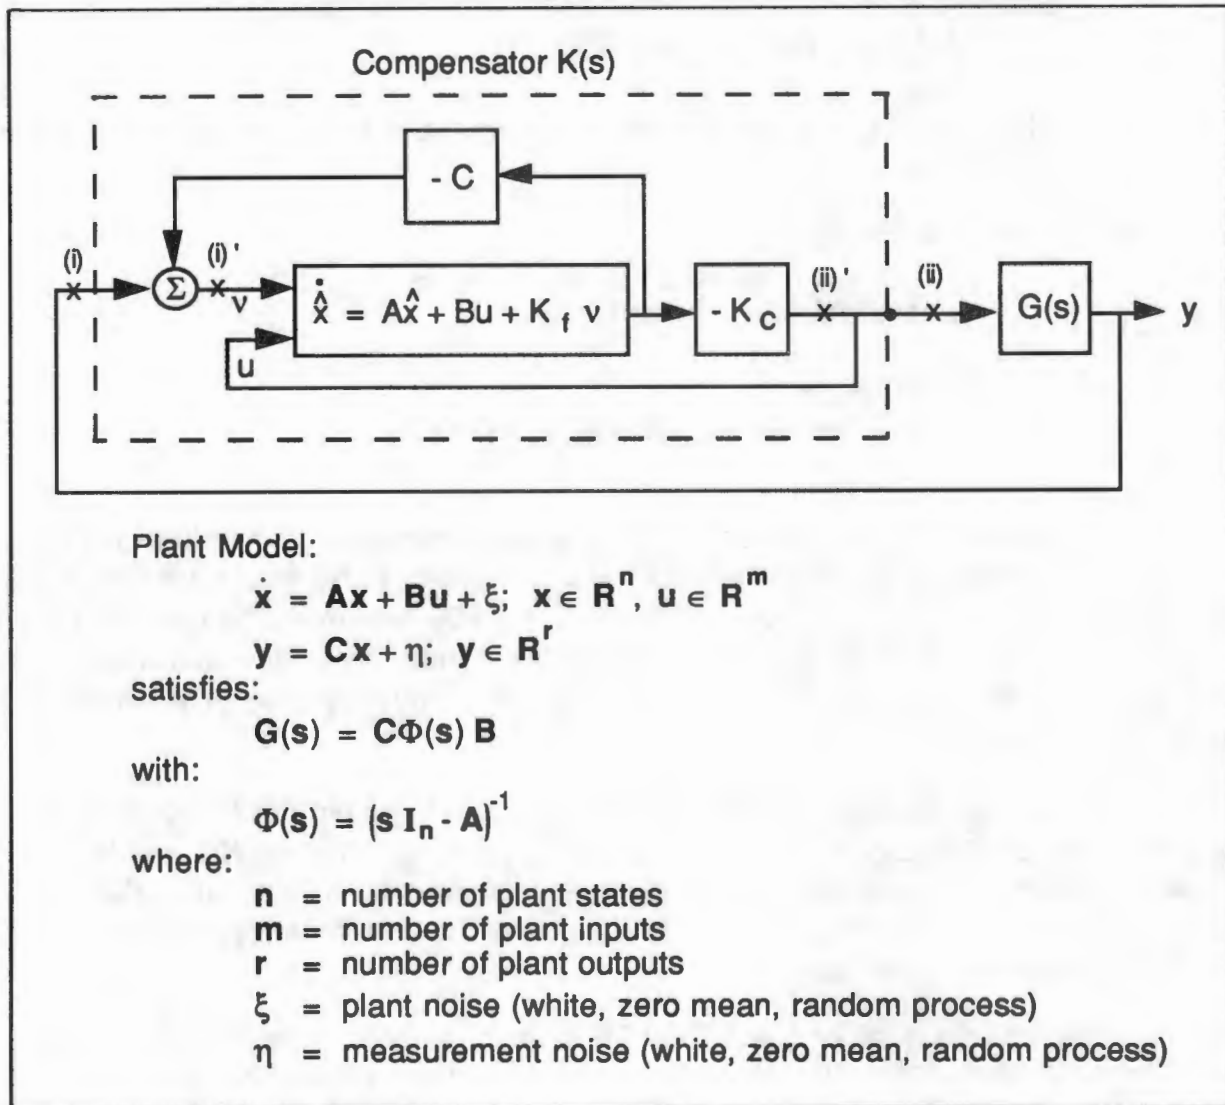 Compensator K(s)
- C
(i)
(i) '
(ii) '
(ii)
Σ
ν
x̂̇ = Ax̂ + Bu + K_f ν
- K_C
G(s)
y
u
Plant Model:
ẋ = Ax + Bu + ξ; x ∈ R^n, u ∈ R^m
y = Cx + η; y ∈ R^r
satisfies:
G(s) = CΦ(s) B
with:
Φ(s) = (s I_n - A)^-1
where:
n = number of plant states
m = number of plant inputs
r = number of plant outputs
ξ = plant noise (white, zero mean, random process)
η = measurement noise (white, zero mean, random process)